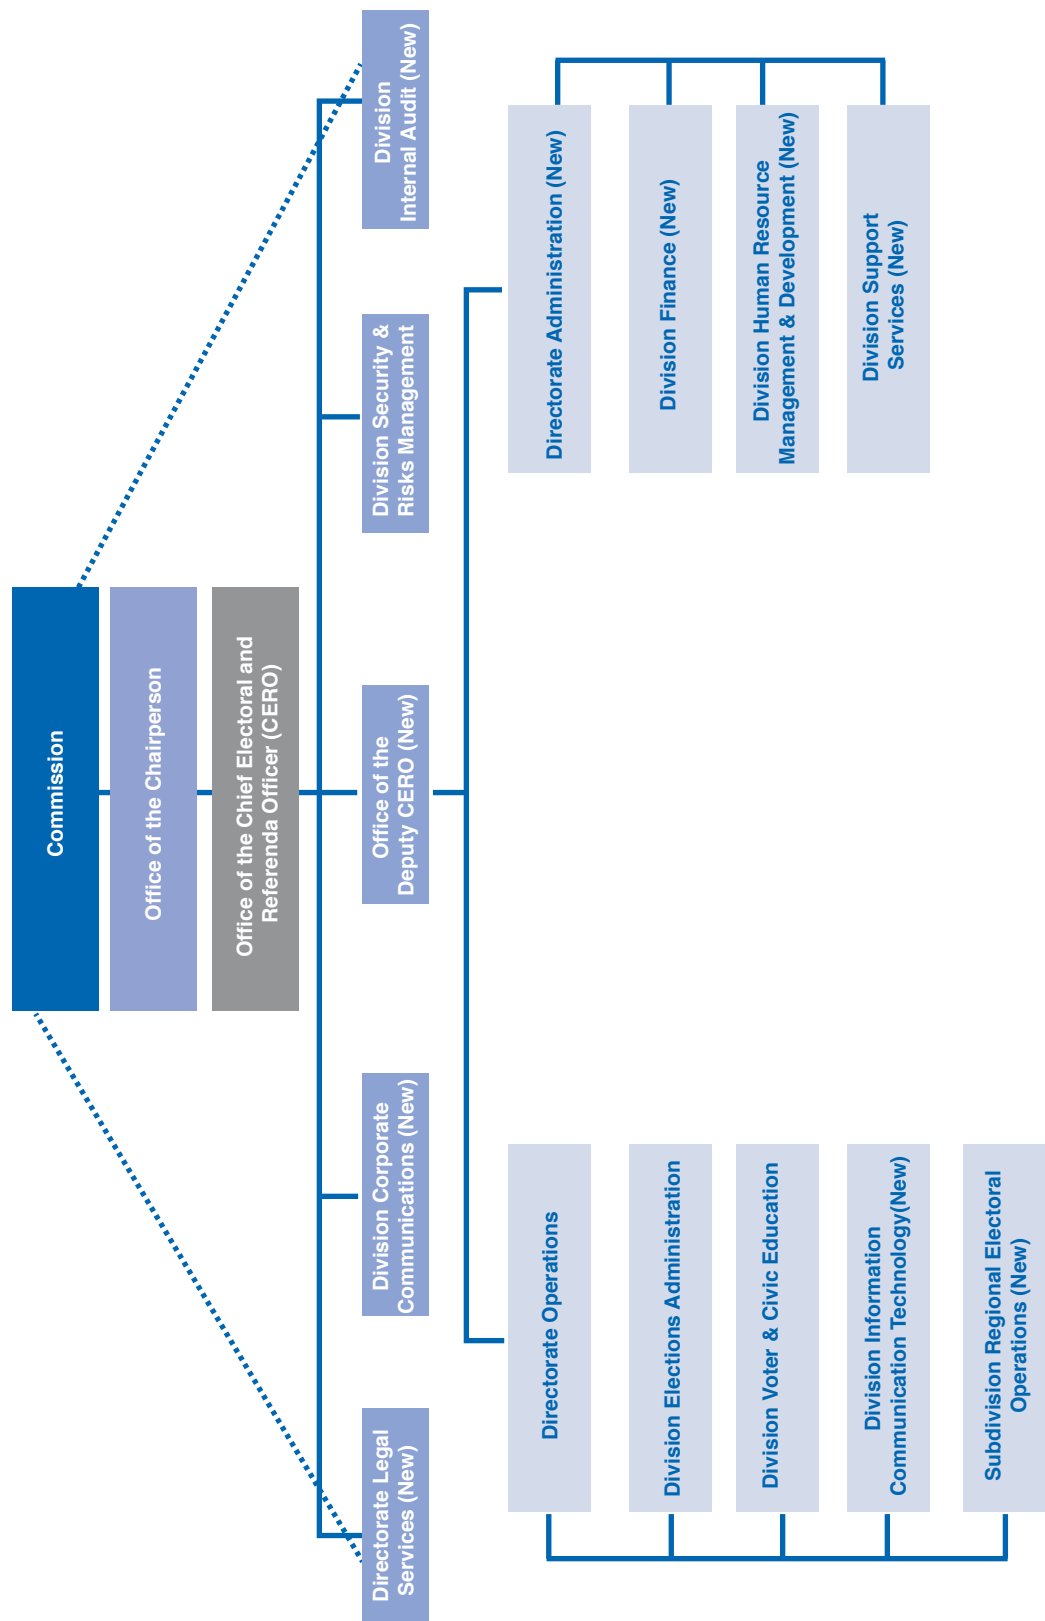 Commission
Office of the Chairperson
Office of the Chief Electoral and
Referenda Officer (CERO)
Directorate Legal
Services (New)
Division Corporate
Communications (New)
Office of the
Deputy CERO (New)
Division Security &
Risks Management
Division
Internal Audit (New)
Directorate Operations
Division Elections Administration
Division Voter & Civic Education
Division Information
Communication Technology(New)
Subdivision Regional Electoral
Operations (New)
Directorate Administration (New)
Division Finance (New)
Division Human Resource
Management & Development (New)
Division Support
Services (New)